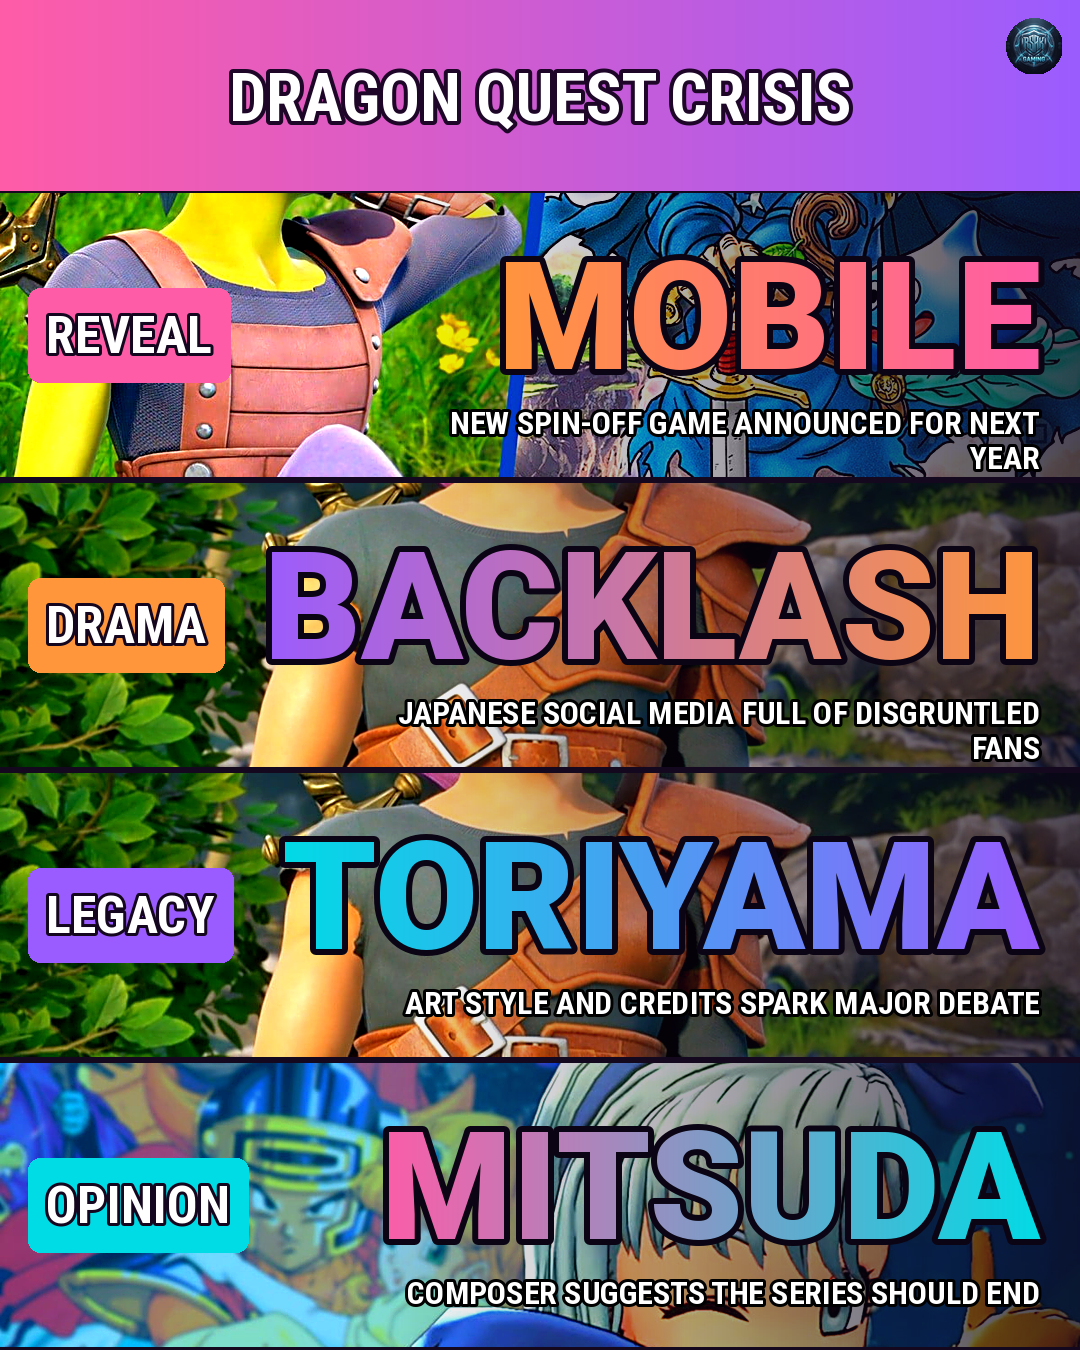 DRAGON QUEST CRISIS
REVEAL
MOBILE
NEW SPIN-OFF GAME ANNOUNCED FOR NEXT
YEAR
DRAMA
BACKLASH
JAPANESE SOCIAL MEDIA FULL OF DISGRUNTLED
FANS
LEGACY
TORIYAMA
ART STYLE AND CREDITS SPARK MAJOR DEBATE
OPINION
MITSUDA
COMPOSER SUGGESTS THE SERIES SHOULD END